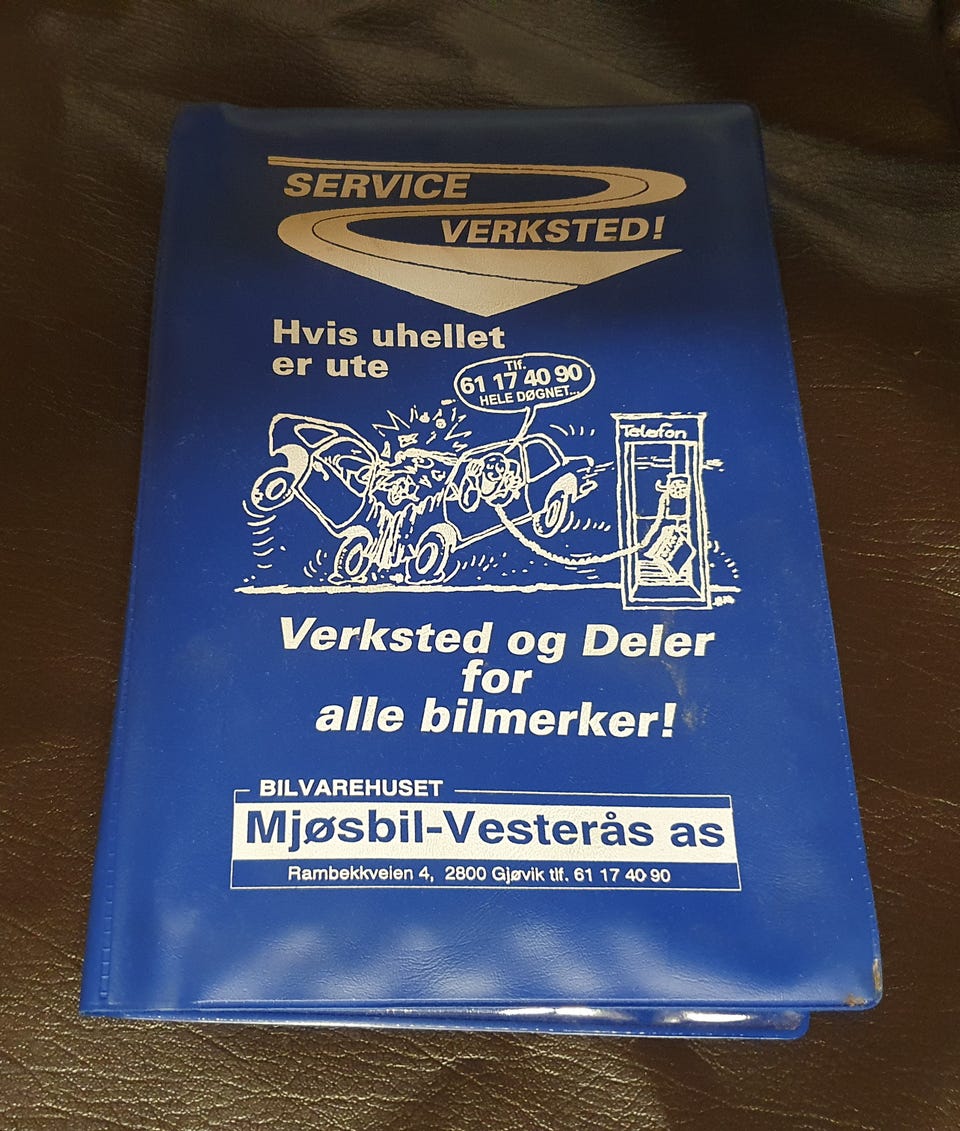 SERVICE
VERKSTED!
Hvis uhellet
er ute
Tlf.
61 17 40 90
HELE DØGNET...
Telefon
Verksted og Deler
for
alle bilmerker!
BILVAREHUSET
Mjøsbil-Vesterås as
Rambekkveien 4, 2800 Gjøvik tlf. 61 17 40 90